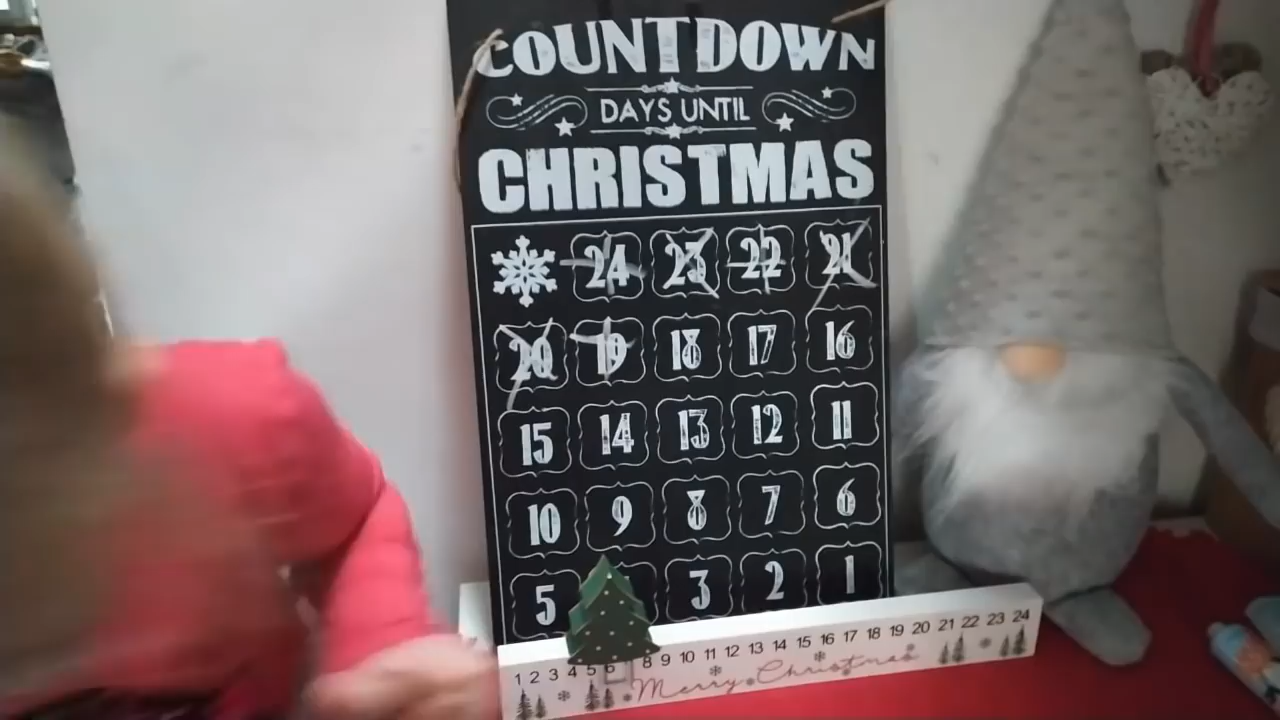 COUNTDOWN
DAYS UNTIL
CHRISTMAS
24 23 22 21
20 19 18 17 16
15 14 13 12 11
10 9 8 7 6
5 3 2 1
1 2 3 4 5 6 8 9 10 11 12 13 14 15 16 17 18 19 20 21 22 23 24
Merry Christmas